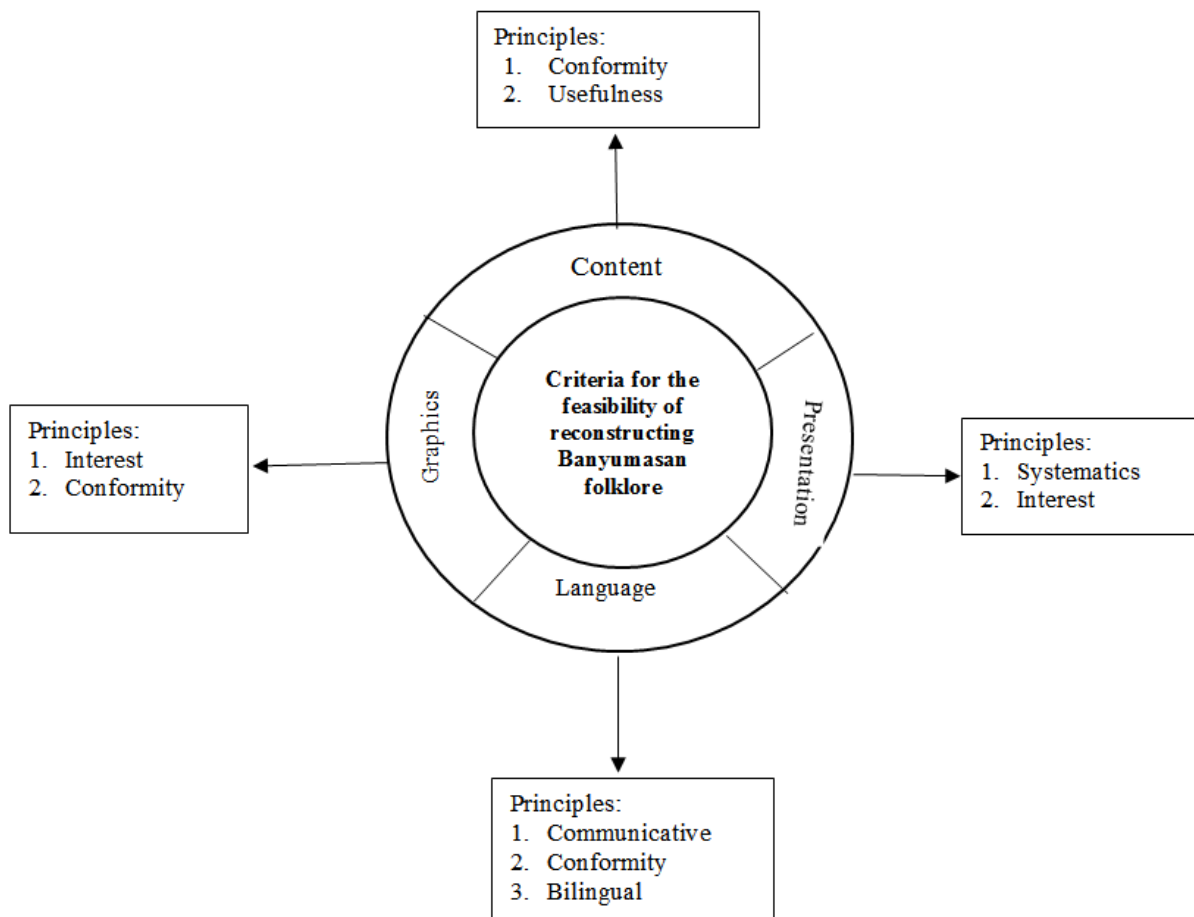 Principles:
1. Conformity
2. Usefulness
Content
Graphics
Criteria for the
feasibility of
reconstructing
Banyumasan
folklore
Presentation
Language
Principles:
1. Interest
2. Conformity
Principles:
1. Systematics
2. Interest
Principles:
1. Communicative
2. Conformity
3. Bilingual